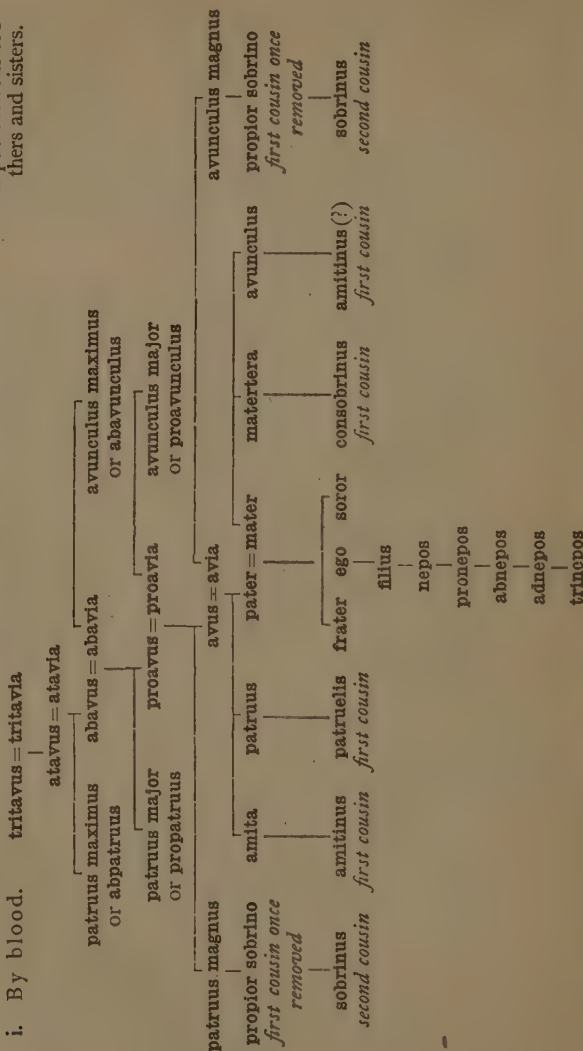 thers and sisters.
i. By blood. tritavus = tritavia
atavus = atavia
patruus maximus abavus = abavia avunculus maximus
or abpatruus or abavunculus
patruus major proavus = proavia avunculus major
or propatruus or proavunculus
patruus magnus avus = avia avunculus magnus
propior sobrino amita patruus pater = mater matertera avunculus propior sobrino
first cousin once first cousin once
removed removed
sobrinus amitinus patruelis frater ego soror consobrinus amitinus (?) sobrinus
second cousin first cousin first cousin first cousin first cousin second cousin
filius
nepos
pronepos
abnepos
adnepos
trinepos